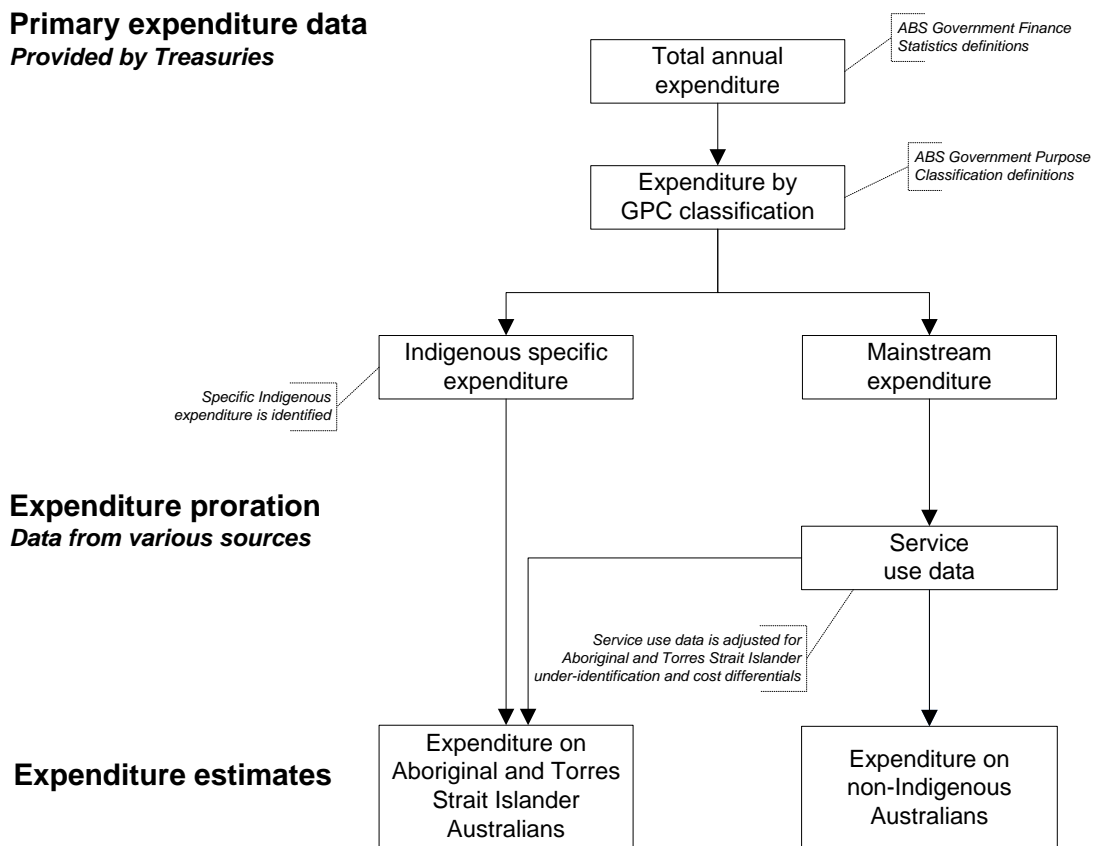 Primary expenditure data
Provided by Treasuries
Total annual
expenditure
ABS Government Finance
Statistics definitions
Expenditure by
GPC classification
ABS Government Purpose
Classification definitions
Indigenous specific
expenditure
Mainstream
expenditure
Specific Indigenous
expenditure is identified
Expenditure proration
Data from various sources
Service
use data
Service use data is adjusted for
Aboriginal and Torres Strait Islander
under-identification and cost differentials
Expenditure estimates
Expenditure on
Aboriginal and Torres
Strait Islander
Australians
Expenditure on
non-Indigenous
Australians